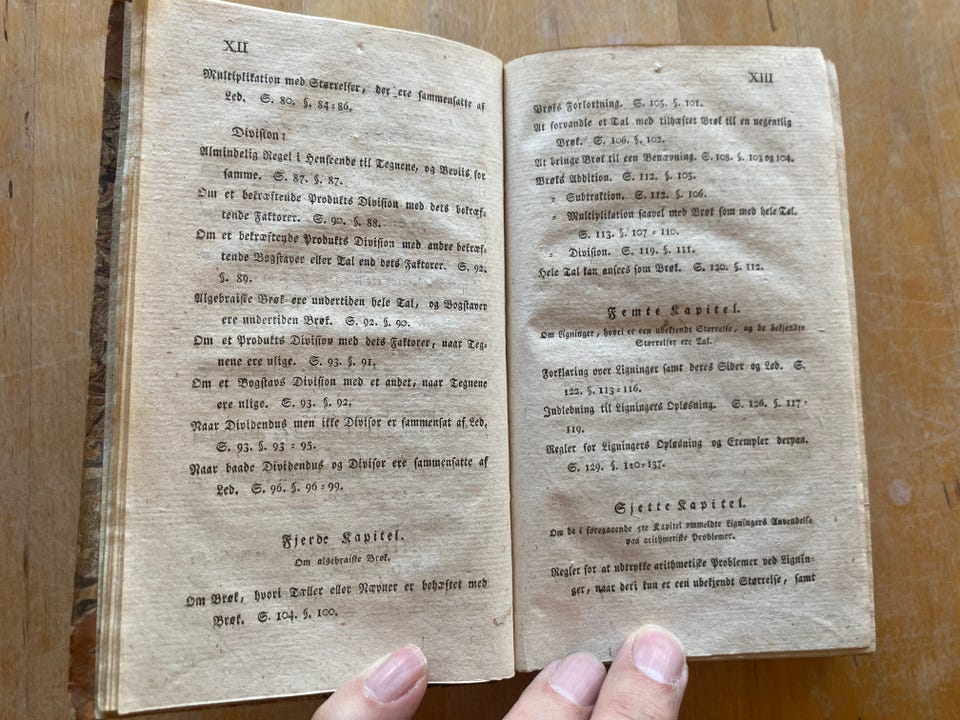 XII
Multiplikation med Størrelser, der ere sammensatte af
Led. S. 80. §. 84=86.
Division:
Almindelig Regel i Henseende til Tegnene, og Beviis for
samme. S. 87. §. 87.
Om et bekræftende Produkts Division med dets bekræf=
tende Faktorer. S. 90. §. 88.
Om et bekræftende Produkts Division med andre bekræf=
tende Bogstaver eller Tal end dets Faktorer. S. 92.
§. 89.
Algebraiske Brøk ere undertiden hele Tal, og Bogstaver
ere undertiden Brøk. S. 92. §. 90.
Om et Produkts Division med dets Faktorer, naar Teg=
nene ere ulige. S. 93. §. 91.
Om et Bogstavs Division med et andet, naar Tegnene
ere ulige. S. 93. §. 92.
Naar Dividendus men ikke Divisor er sammensat af Led.
S. 93. §. 93 = 95.
Naar baade Dividendus og Divisor ere sammensatte af
Led. S. 96. §. 96=99.
Fjerde Kapitel.
Om algebraiske Brøk.
Om Brøk, hvori Tæller eller Nævner er behæftet med
Brøk. S. 104. §. 100.
XIII
Brøks Forkortning. S. 105. §. 101.
At forvandle et Tal med tilhæftet Brøk til en uegentlig
Brøk. S. 106. §. 102.
At bringe Brøk til een Benævning. S. 108. §. 103 og 104.
Brøks Addition. S. 112. §. 105.
= Subtraktion. S. 112. §. 106.
= Multiplikation saavel med Brøk som med hele Tal.
S. 113. §. 107 = 110.
= Division. S. 119. §. 111.
Hele Tal kan ansees som Brøk. S. 120. §. 112.
Femte Kapitel.
Om Ligninger, hvori er een ubekjendt Størrelse, og de bekjendte
Størrelser ere Tal.
Forklaring over Ligninger samt deres Sider og Led. S.
122. §. 113=116.
Indledning til Ligningers Opløsning. S. 126. §. 117=
119.
Regler for Ligningers Opløsning og Exempler derpaa.
S. 129. §. 120=137.
Sjette Kapitel.
Om de i foregaaende 5te Kapitel ommeldte Ligningers Anvendelse
paa arithmetiske Problemer.
Regler for at udtrykke arithmetiske Problemer ved Lignin=
ger, naar deri kun er een ubekjendt Størrelse, samt